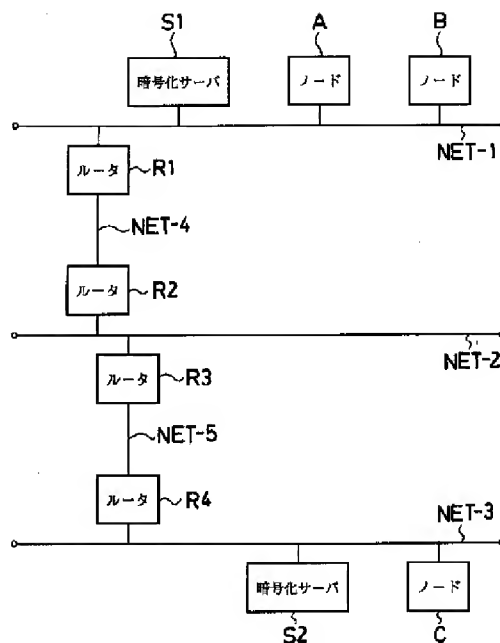 S1
A
B
暗号化サーバ
ノード
ノード
NET-1
ルータ
R1
NET-4
ルータ
R2
NET-2
ルータ
R3
NET-5
ルータ
R4
NET-3
暗号化サーバ
ノード
S2
C